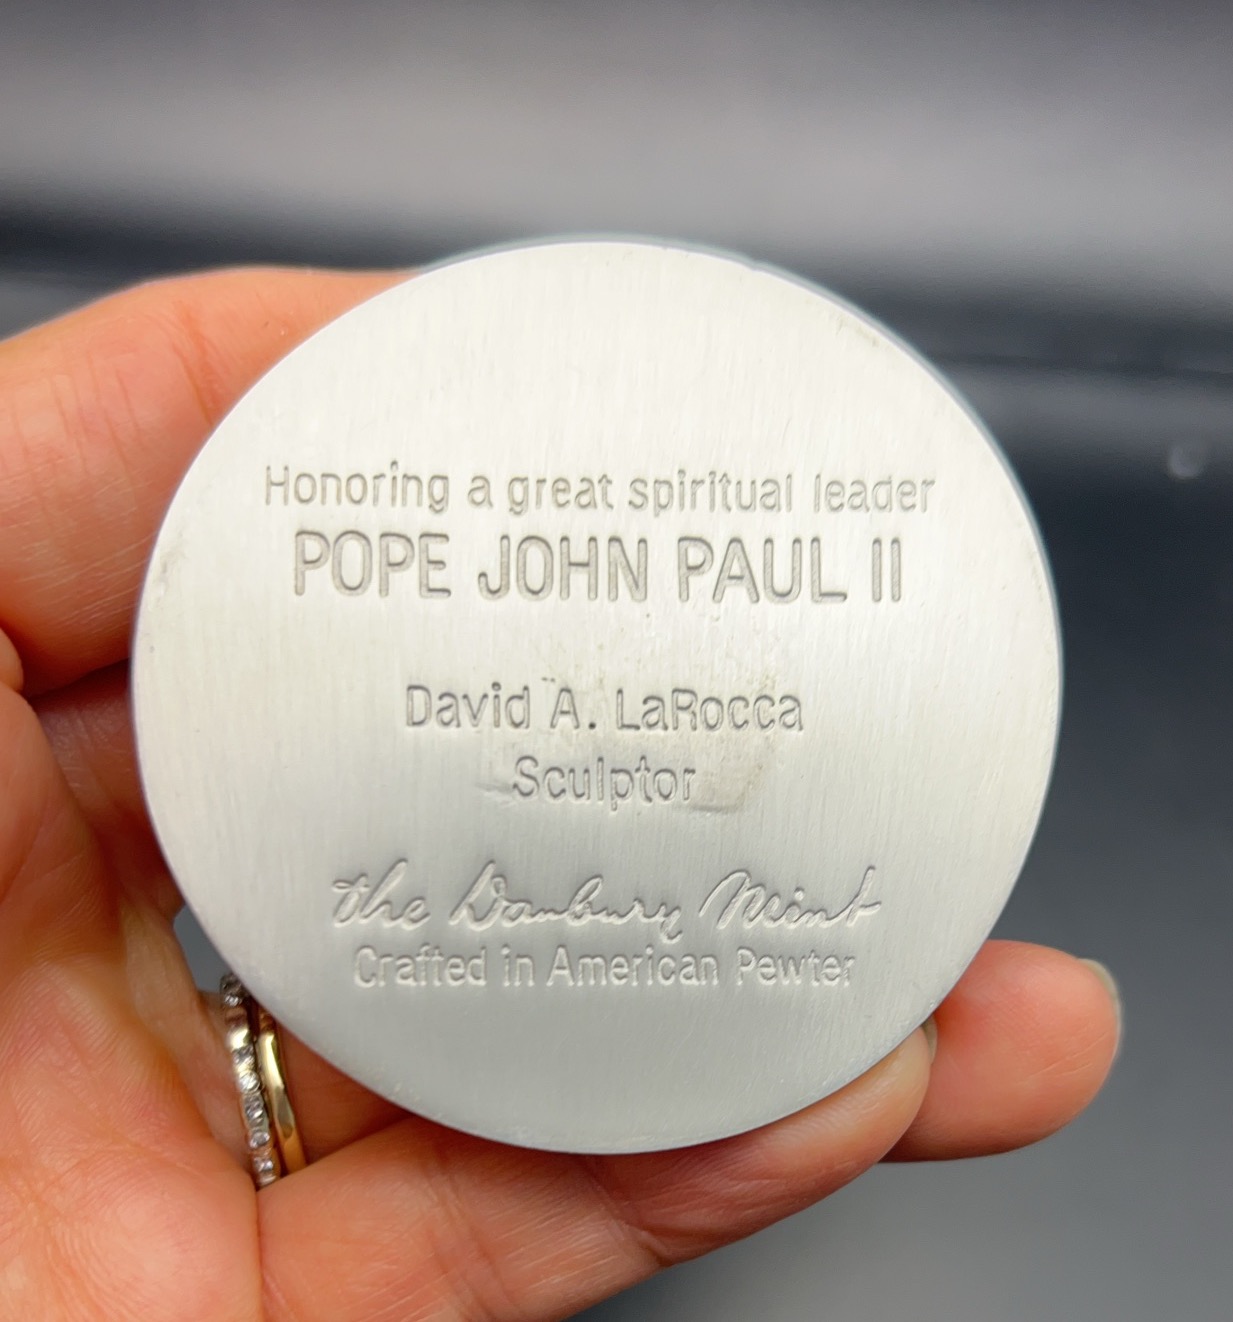 Honoring a great spiritual leader
POPE JOHN PAUL II
David A. LaRocca
Sculptor
the Danbury Mint
Crafted in American Pewter